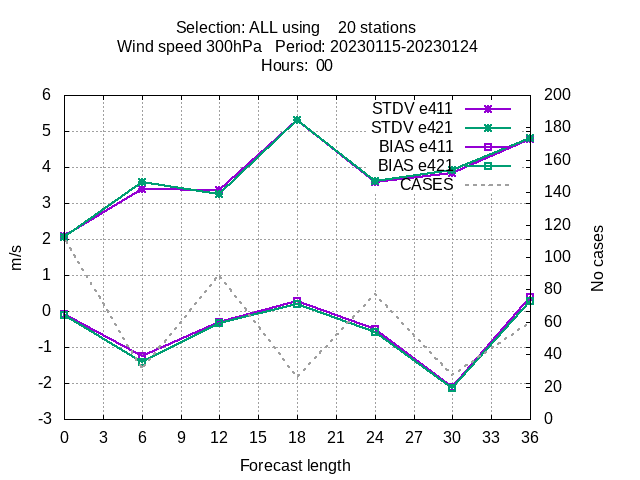 Selection: ALL using    20 stations
Wind speed 300hPa   Period: 20230115-20230124
Hours:  00
STDV e411
STDV e421
BIAS e411
BIAS e421
CASES
m/s
6
5
4
3
2
1
0
-1
-2
-3
200
180
160
140
120
100
80
60
40
20
0
No cases
0 3 6 9 12 15 18 21 24 27 30 33 36
Forecast length